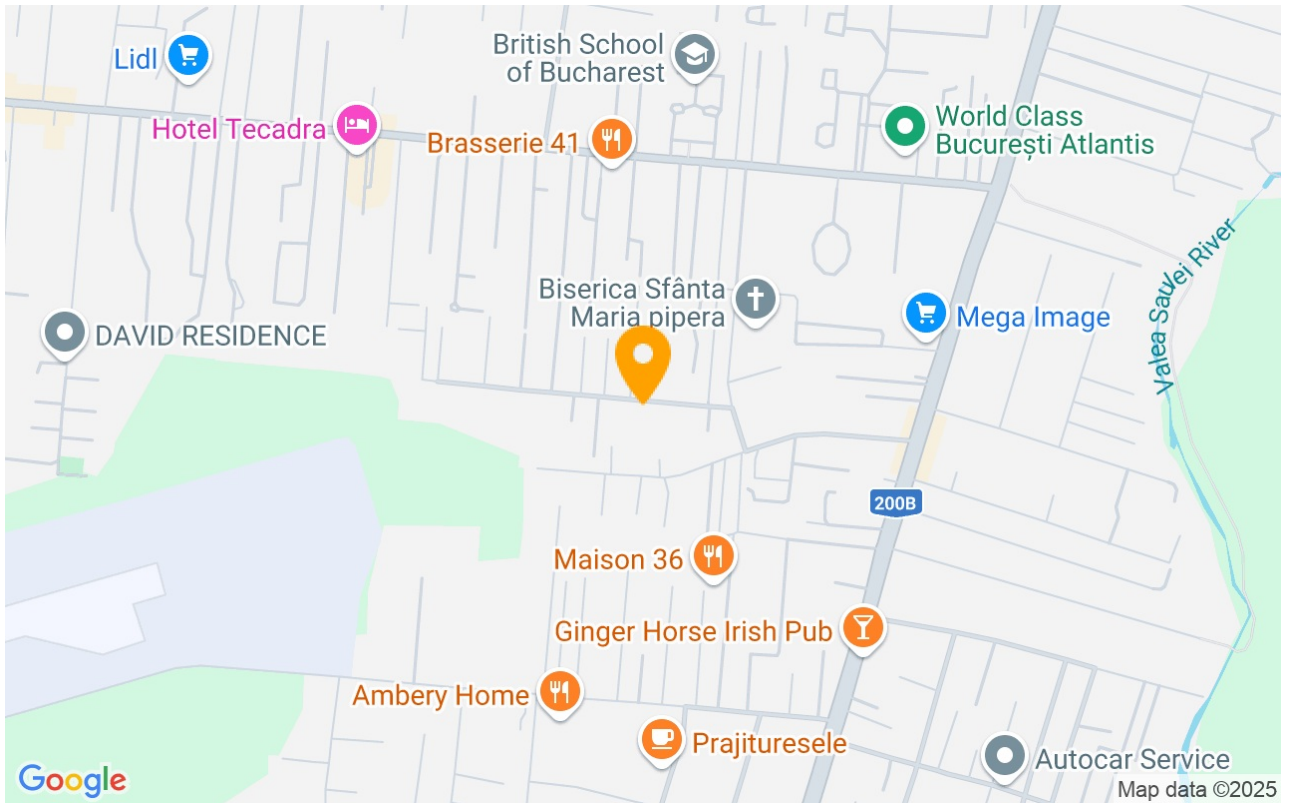 British School
of Bucharest
Lidl
Hotel Tecadra
Brasserie 41
World Class
București Atlantis
Valea Saulei River
Biserica Sfânta
Maria pipera
Mega Image
DAVID RESIDENCE
200B
Maison 36
Ginger Horse Irish Pub
Ambery Home
Prajituresele
Autocar Service
Google
Map data ©2025